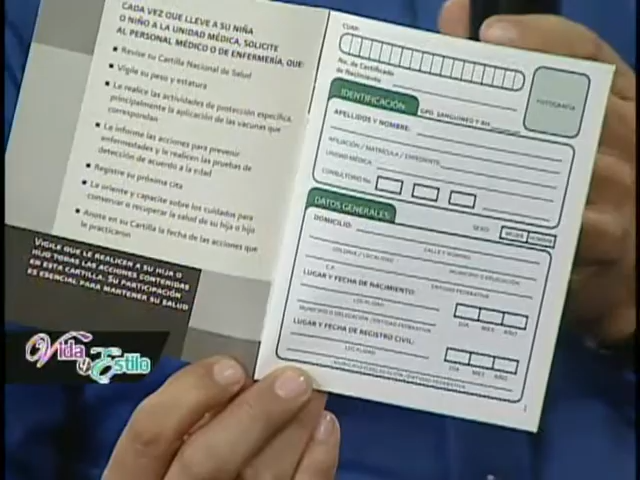 CADA VEZ QUE LLEVE A SU NIÑA
O NIÑO A LA UNIDAD MÉDICA, SOLICITE
AL PERSONAL MÉDICO O DE ENFERMERÍA, QUE:
• Revise su Cartilla Nacional de Salud
• Vigile su peso y estatura
• Le realice las actividades de protección específica,
principalmente la aplicación de las vacunas que
correspondan
• Le informe las acciones para prevenir
enfermedades y le realicen las pruebas de
detección de acuerdo a la edad
• Registre su próxima cita
• Le oriente y capacite sobre los cuidados para
conservar o recuperar la salud de su hija o hijo
• Anote en su Cartilla la fecha de las acciones que
le practicaron
VIGILE QUE LE REALICEN A SU HIJA O
HIJO TODAS LAS ACCIONES CONTENIDAS
EN ESTA CARTILLA. SU PARTICIPACIÓN
ES ESENCIAL PARA MANTENER SU SALUD
Vida
y Estilo
CURP:
No. de Certificado
de Nacimiento
FOTOGRAFÍA
IDENTIFICACIÓN
GPO. SANGUÍNEO Y RH
APELLIDOS Y NOMBRE:
AFILIACIÓN / MATRÍCULA / EXPEDIENTE
UNIDAD MÉDICA
CONSULTORIO No.
DATOS GENERALES
SEXO: MUJER HOMBRE
DOMICILIO:
CALLE Y NÚMERO
COLONIA / LOCALIDAD
MUNICIPIO O DELEGACIÓN
C.P.
ENTIDAD FEDERATIVA
LUGAR Y FECHA DE NACIMIENTO:
LOCALIDAD
DÍA MES AÑO
MUNICIPIO O DELEGACIÓN / ENTIDAD FEDERATIVA
LUGAR Y FECHA DE REGISTRO CIVIL:
LOCALIDAD
DÍA MES AÑO
MUNICIPIO O DELEGACIÓN / ENTIDAD FEDERATIVA
1